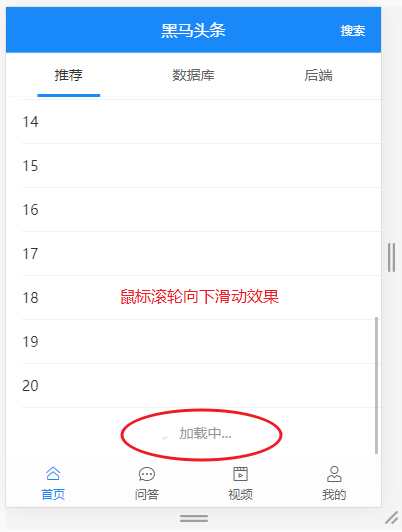 黑马头条 搜索
推荐 数据库 后端
14
15
16
17
18 鼠标滚轮向下滑动效果
19
20
加载中...
首页 问答 视频 我的